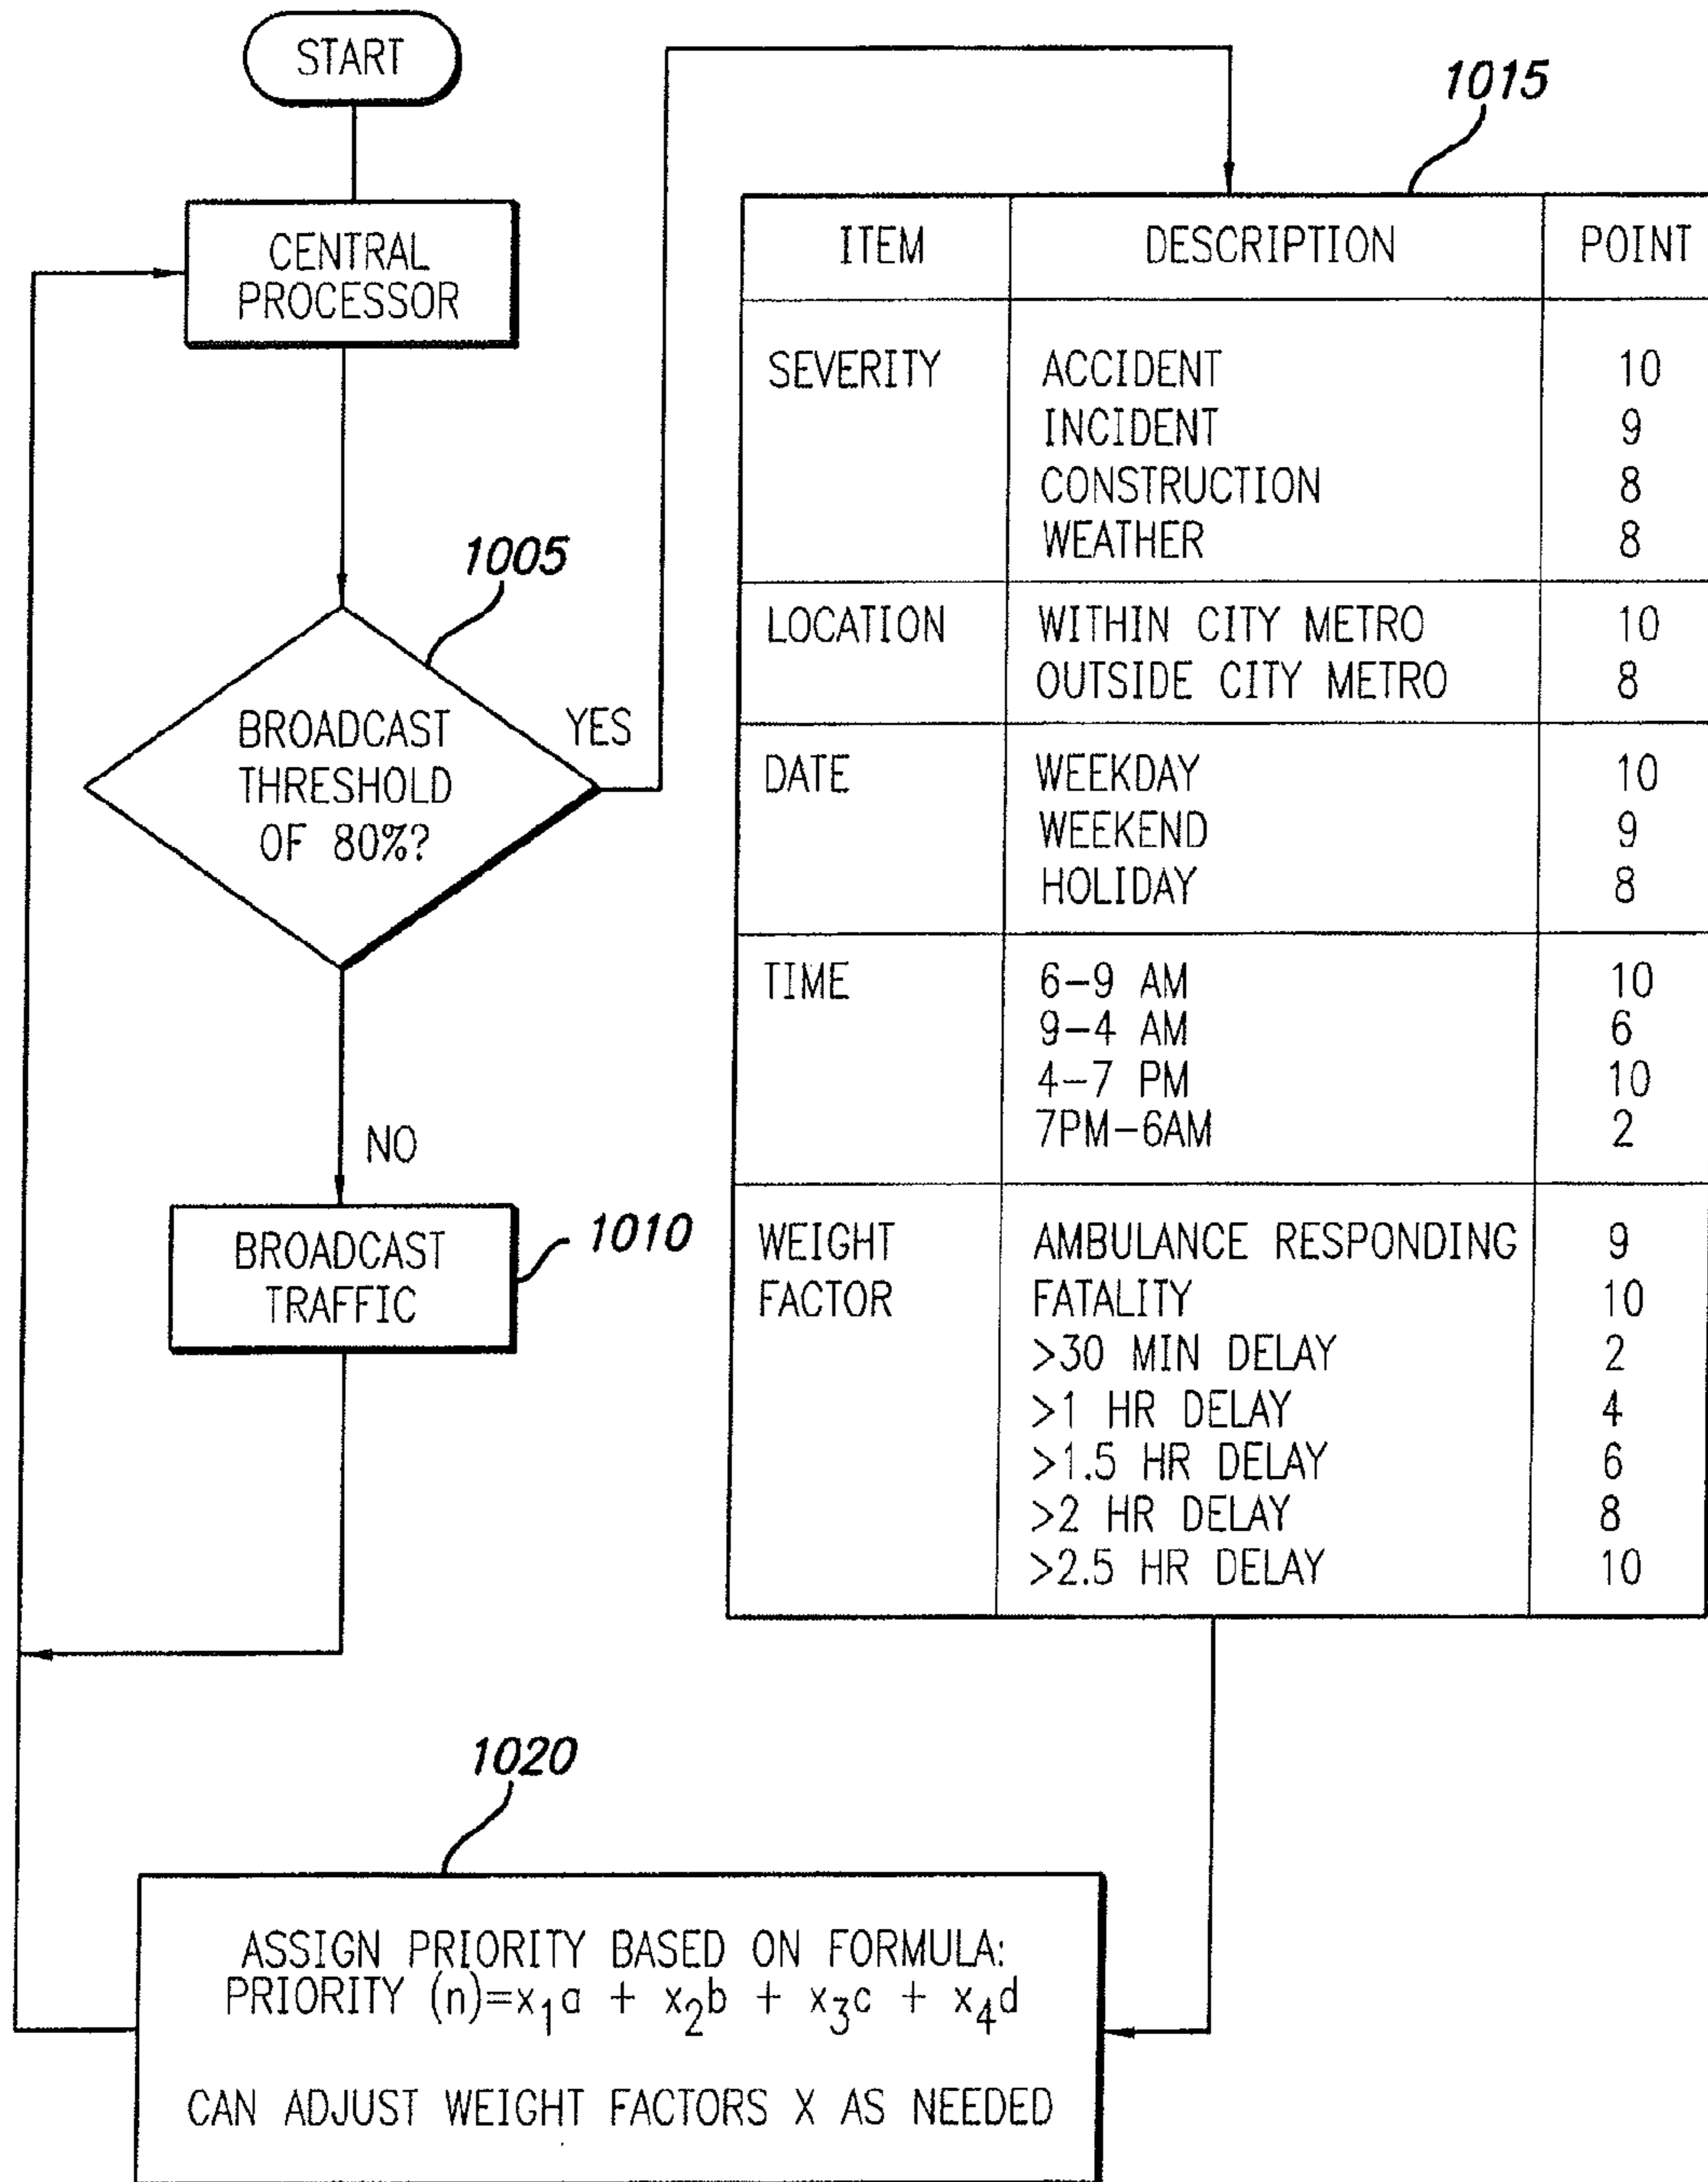 START
CENTRAL
PROCESSOR
1005
BROADCAST
THRESHOLD
OF 80%?
YES
NO
BROADCAST
TRAFFIC
1010
1015
ITEM DESCRIPTION POINT
SEVERITY ACCIDENT 10
INCIDENT 9
CONSTRUCTION 8
WEATHER 8
LOCATION WITHIN CITY METRO 10
OUTSIDE CITY METRO 8
DATE WEEKDAY 10
WEEKEND 9
HOLIDAY 8
TIME 6-9 AM 10
9-4 AM 6
4-7 PM 10
7PM-6AM 2
WEIGHT AMBULANCE RESPONDING 9
FACTOR FATALITY 10
>30 MIN DELAY 2
>1 HR DELAY 4
>1.5 HR DELAY 6
>2 HR DELAY 8
>2.5 HR DELAY 10
1020
ASSIGN PRIORITY BASED ON FORMULA:
PRIORITY (n)=x₁a + x₂b + x₃c + x₄d
CAN ADJUST WEIGHT FACTORS X AS NEEDED